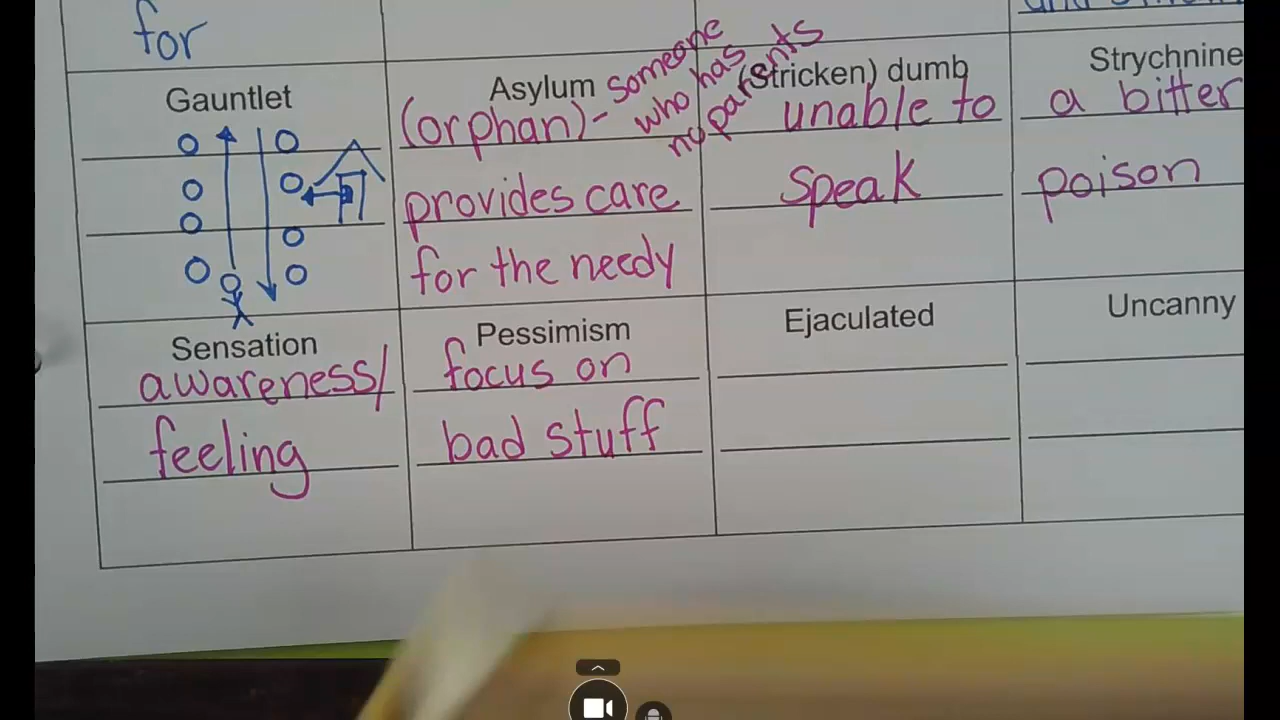 for
Gauntlet
Asylum
(orphan)- someone
who has
no parents
provides care
for the needy
(stricken) dumb
unable to
speak
Strychnine
a bitter
poison
Sensation
awareness/
feeling
Pessimism
focus on
bad stuff
Ejaculated
Uncanny